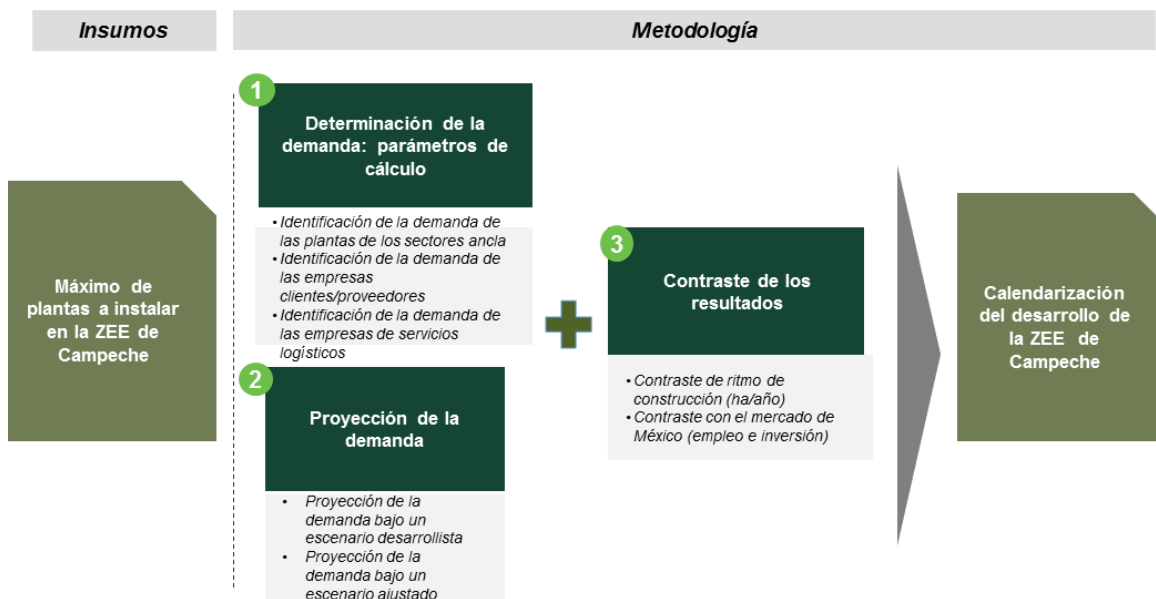 Insumos
Metodología
Máximo de
plantas a instalar
en la ZEE de
Campeche
1
Determinación de la
demanda: parámetros de
cálculo
• Identificación de la demanda de
las plantas de los sectores ancla
• Identificación de la demanda de
las empresas
clientes/proveedores
• Identificación de la demanda de
las empresas de servicios
logísticos
2
Proyección de la
demanda
• Proyección de la
demanda bajo un
escenario desarrollista
• Proyección de la
demanda bajo un
escenario ajustado
3
Contraste de los
resultados
• Contraste de ritmo de
construcción (ha/año)
• Contraste con el mercado de
México (empleo e inversión)
Calendarización
del desarrollo de
la ZEE de
Campeche